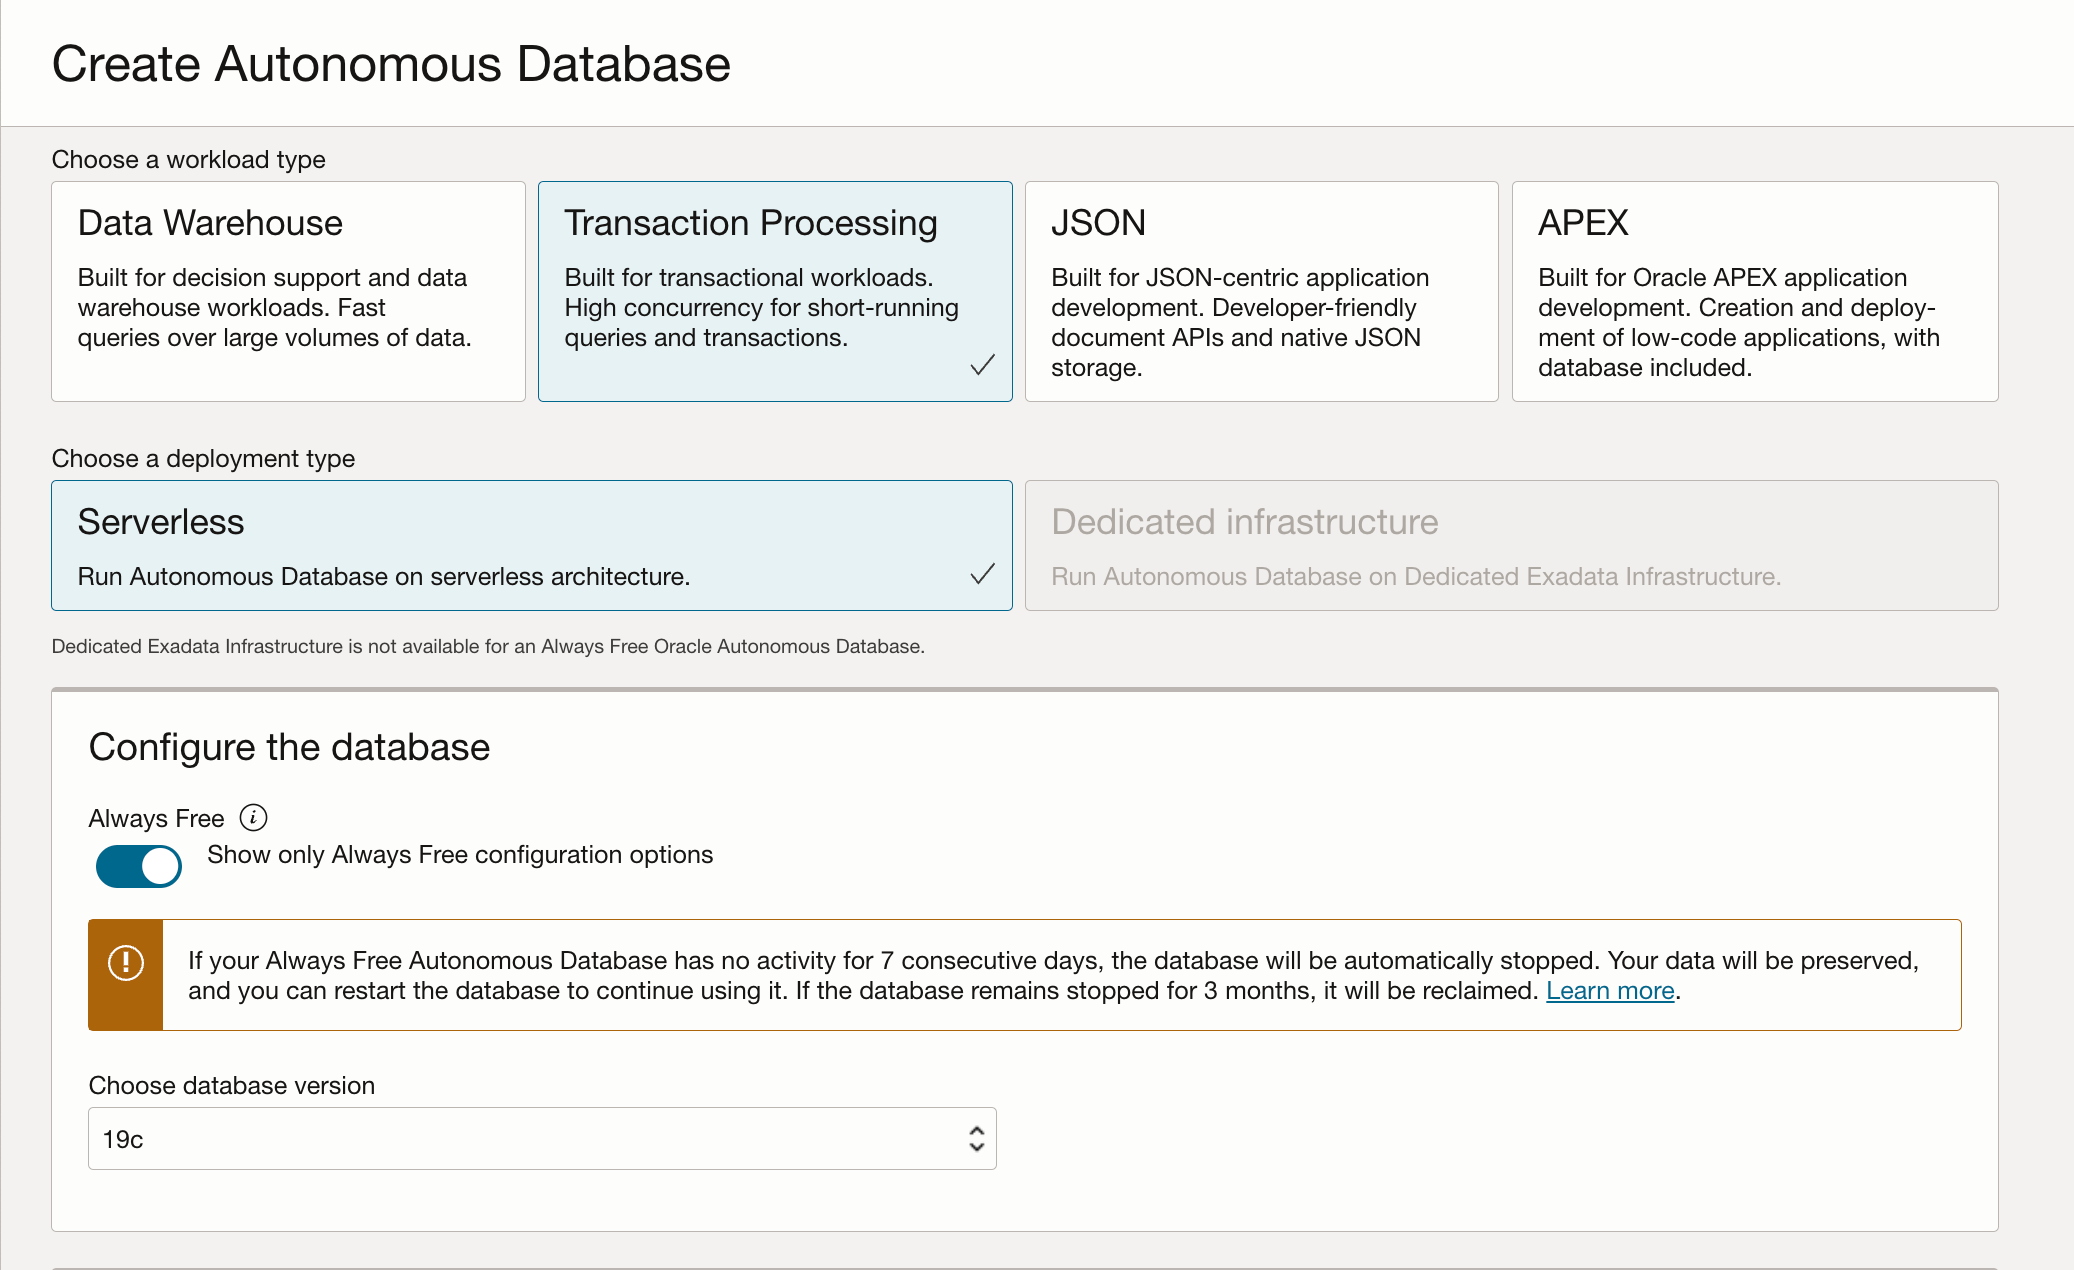 Create Autonomous Database
Choose a workload type
Data Warehouse
Built for decision support and data
warehouse workloads. Fast
queries over large volumes of data.
Transaction Processing
Built for transactional workloads.
High concurrency for short-running
queries and transactions.
JSON
Built for JSON-centric application
development. Developer-friendly
document APIs and native JSON
storage.
APEX
Built for Oracle APEX application
development. Creation and deploy-
ment of low-code applications, with
database included.
Choose a deployment type
Serverless
Run Autonomous Database on serverless architecture.
Dedicated infrastructure
Run Autonomous Database on Dedicated Exadata Infrastructure.
Dedicated Exadata Infrastructure is not available for an Always Free Oracle Autonomous Database.
Configure the database
Always Free
Show only Always Free configuration options
If your Always Free Autonomous Database has no activity for 7 consecutive days, the database will be automatically stopped. Your data will be preserved,
and you can restart the database to continue using it. If the database remains stopped for 3 months, it will be reclaimed. Learn more.
Choose database version
19c